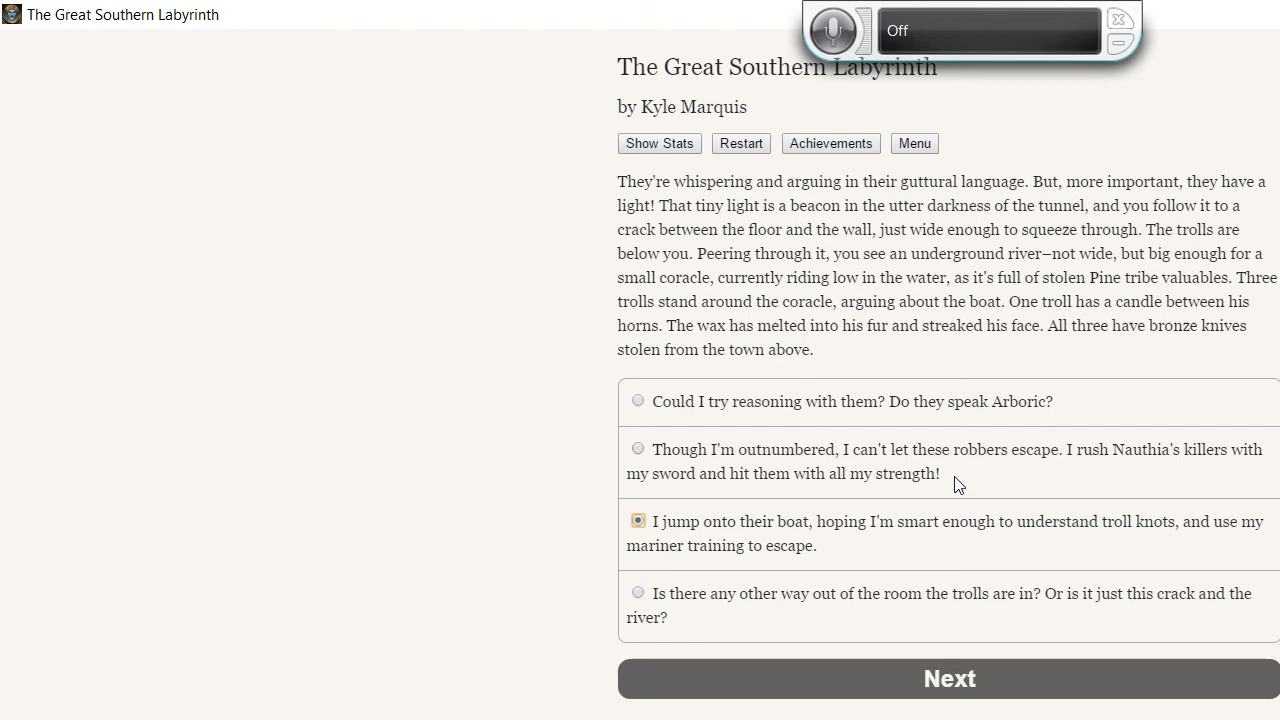 The Great Southern Labyrinth
Off
The Great Southern Labyrinth
by Kyle Marquis
Show Stats
Restart
Achievements
Menu
They're whispering and arguing in their guttural language. But, more important, they have a
light! That tiny light is a beacon in the utter darkness of the tunnel, and you follow it to a
crack between the floor and the wall, just wide enough to squeeze through. The trolls are
below you. Peering through it, you see an underground river–not wide, but big enough for a
small coracle, currently riding low in the water, as it's full of stolen Pine tribe valuables. Three
trolls stand around the coracle, arguing about the boat. One troll has a candle between his
horns. The wax has melted into his fur and streaked his face. All three have bronze knives
stolen from the town above.
Could I try reasoning with them? Do they speak Arboric?
Though I'm outnumbered, I can't let these robbers escape. I rush Nauthia's killers with
my sword and hit them with all my strength!
I jump onto their boat, hoping I'm smart enough to understand troll knots, and use my
mariner training to escape.
Is there any other way out of the room the trolls are in? Or is it just this crack and the
river?
Next